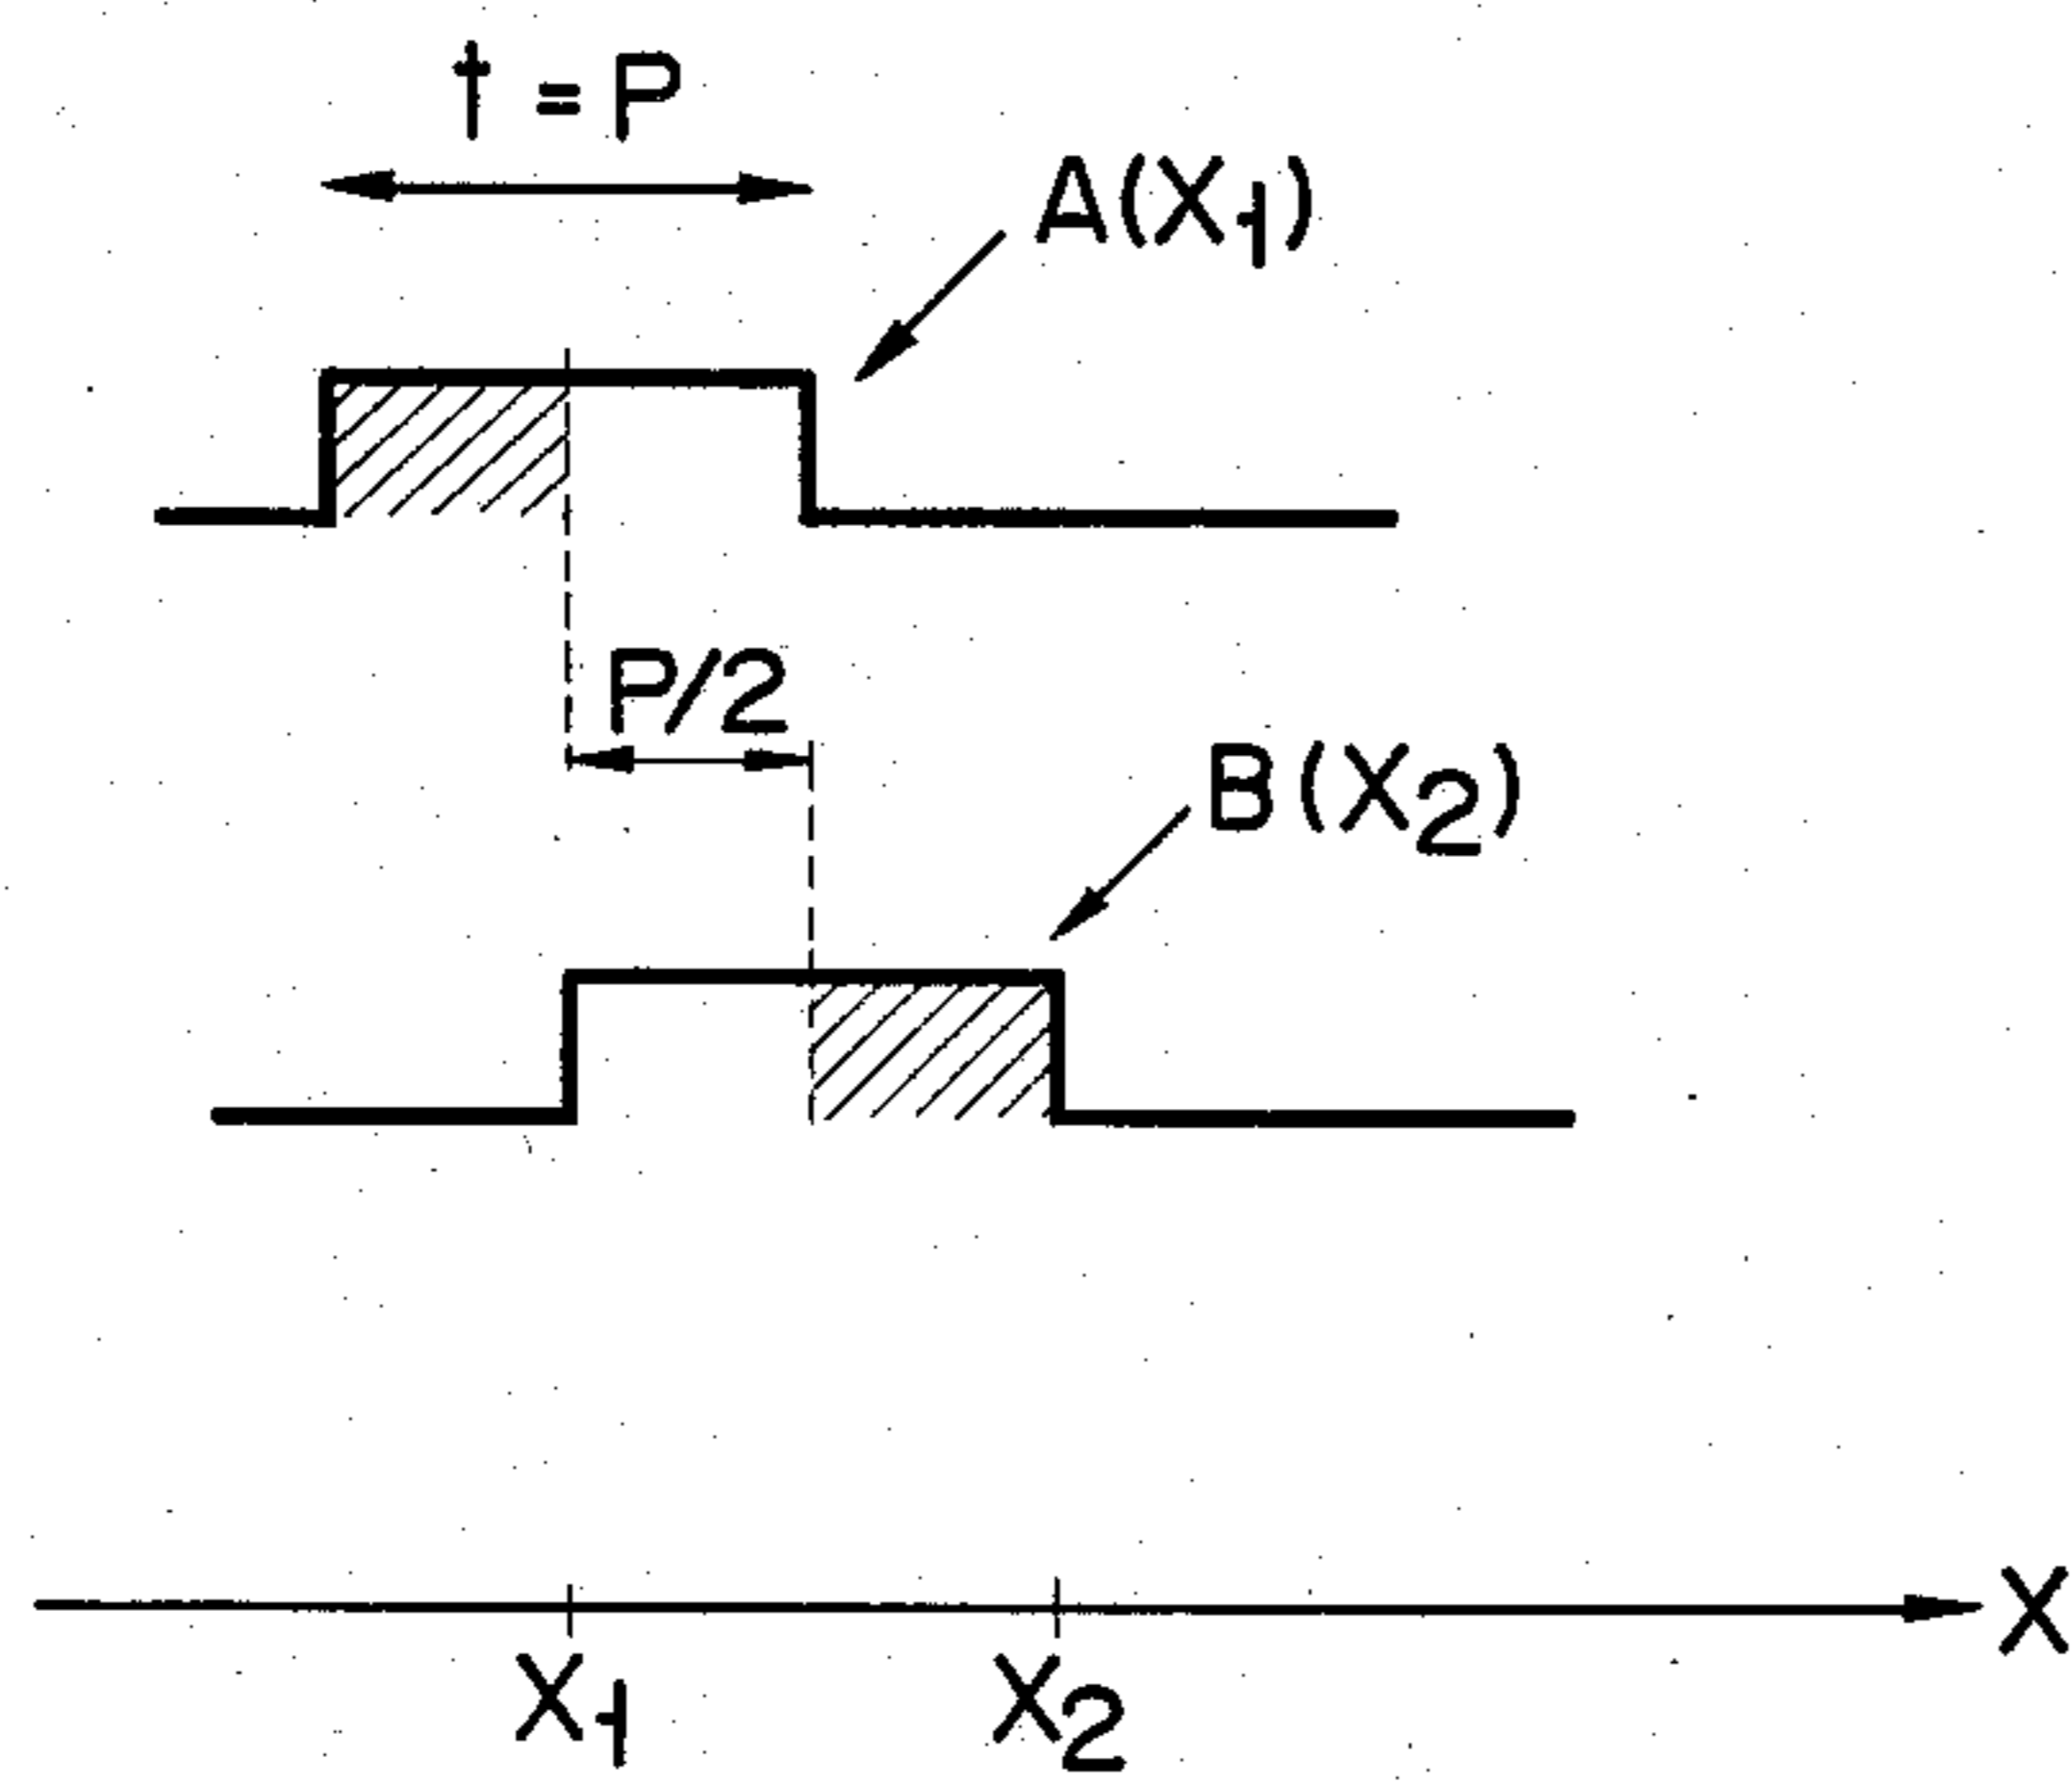 t = P
A(X1)
P/2
B(X2)
X
X1
X2